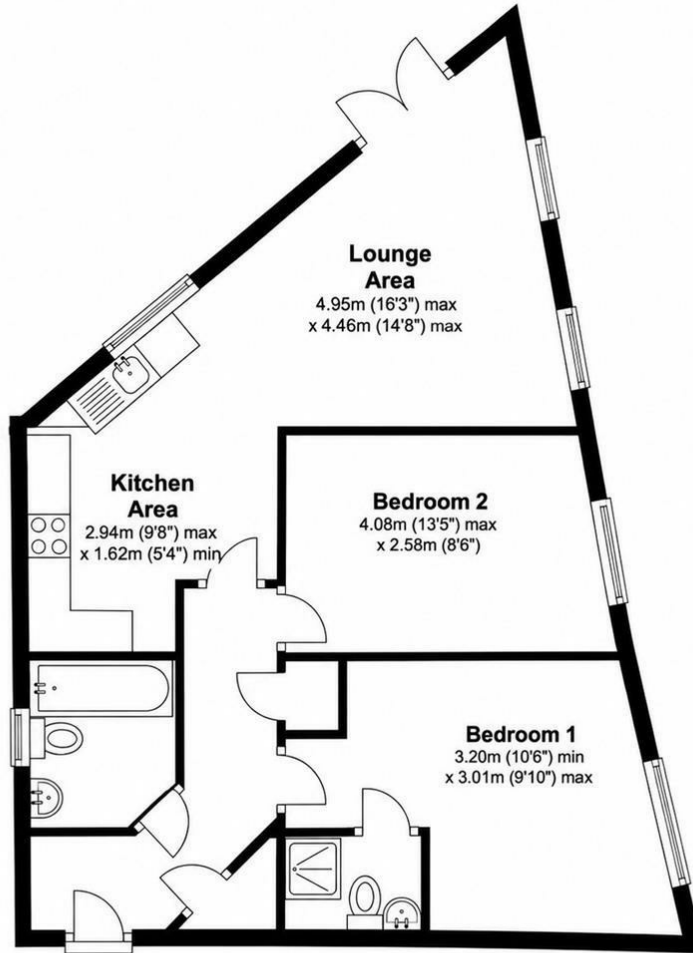 Lounge
Area
4.95m (16'3") max
x 4.46m (14'8") max
Kitchen
Area
2.94m (9'8") max
x 1.62m (5'4") min
Bedroom 2
4.08m (13'5") max
x 2.58m (8'6")
Bedroom 1
3.20m (10'6") min
x 3.01m (9'10") max